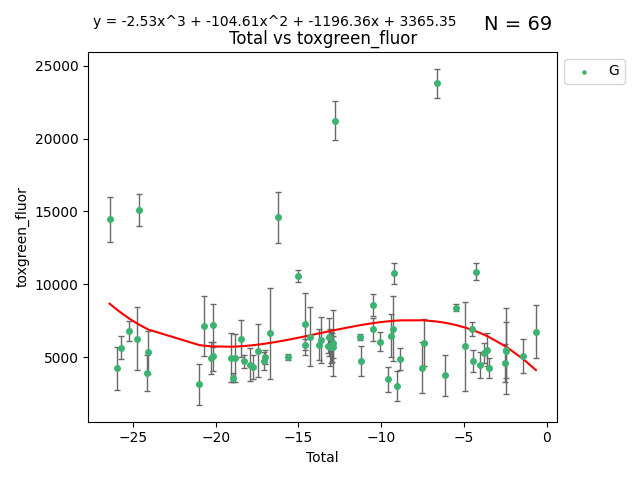 y = -2.53x^3 + -104.61x^2 + -1196.36x + 3365.35
N = 69
Total vs toxgreen_fluor
G
25000
20000
15000
10000
5000
toxgreen_fluor
−25
−20
−15
−10
−5
0
Total